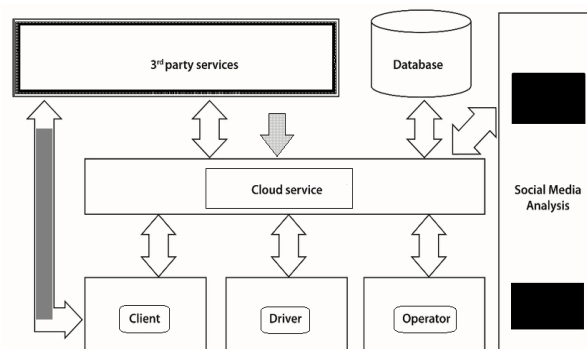 3rd party services
Database
Cloud service
Social Media
Analysis
Client
Driver
Operator